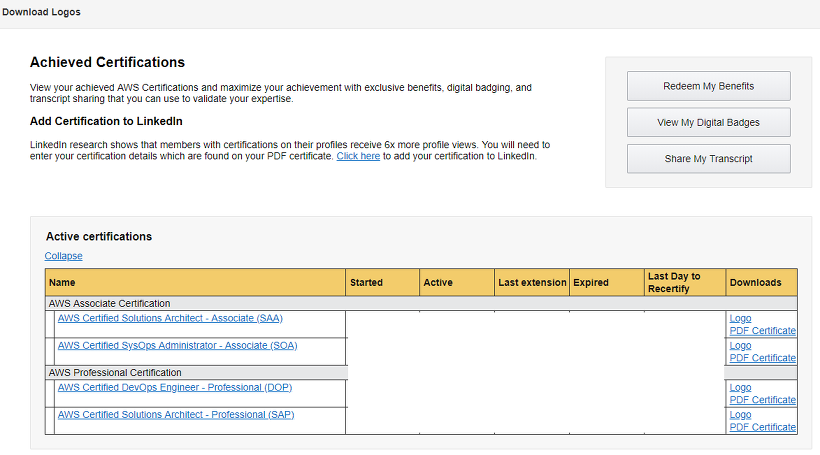 Download Logos
Achieved Certifications
View your achieved AWS Certifications and maximize your achievement with exclusive benefits, digital badging, and
transcript sharing that you can use to validate your expertise.
Add Certification to LinkedIn
LinkedIn research shows that members with certifications on their profiles receive 6x more profile views. You will need to
enter your certification details which are found on your PDF certificate. Click here to add your certification to LinkedIn.
Redeem My Benefits
View My Digital Badges
Share My Transcript
Active certifications
Collapse
Name Started Active Last extension Expired Last Day to Recertify Downloads
AWS Associate Certification
AWS Certified Solutions Architect - Associate (SAA) Logo
PDF Certificate
AWS Certified SysOps Administrator - Associate (SOA) Logo
PDF Certificate
AWS Professional Certification
AWS Certified DevOps Engineer - Professional (DOP) Logo
PDF Certificate
AWS Certified Solutions Architect - Professional (SAP) Logo
PDF Certificate